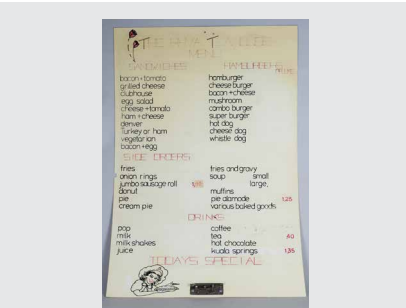 MENU
SANDWICHES
bacon + tomato
grilled cheese
clubhouse
egg salad
cheese + tomato
ham + cheese
denver
turkey or ham
vegetarian
bacon + egg
HAMBURGERS
hamburger
cheese burger
bacon + cheese
mushroom
combo burger
super burger
hot dog
cheese dog
whistle dog
SIDE ORDERS
fries
onion rings
jumbo sausage roll
donut
pie
cream pie
fries and gravy
soup small
large,
muffins
pie alamode 1.25
various baked goods
DRINKS
pop
milk
milk shakes
juice
coffee
tea .60
hot chocolate
kuala springs 1.35
TODAYS SPECIAL